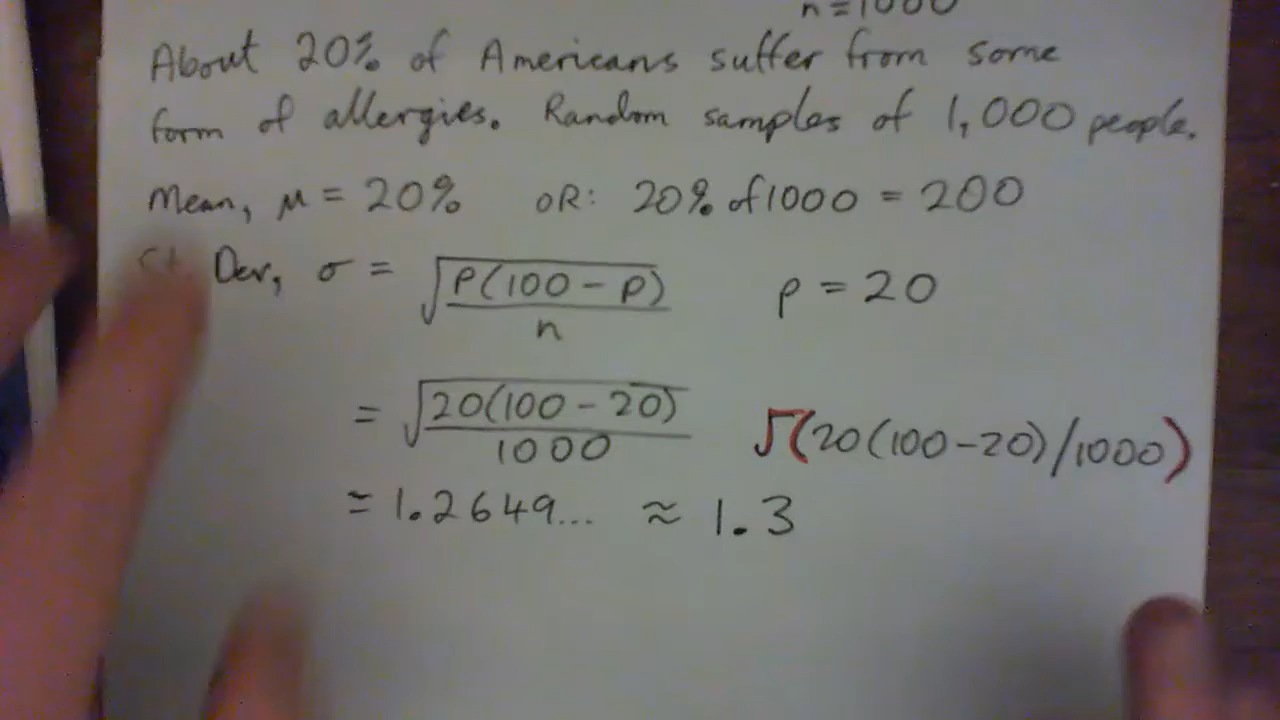 n = 1000
About 20% of Americans suffer from some
form of allergies. Random samples of 1,000 people.
Mean, μ = 20% OR: 20% of 1000 = 200
Dev, σ = √(P(100 - P)/n) P = 20
= √(20(100 - 20)/1000) √(20(100-20)/1000)
= 1.2649... ≈ 1.3